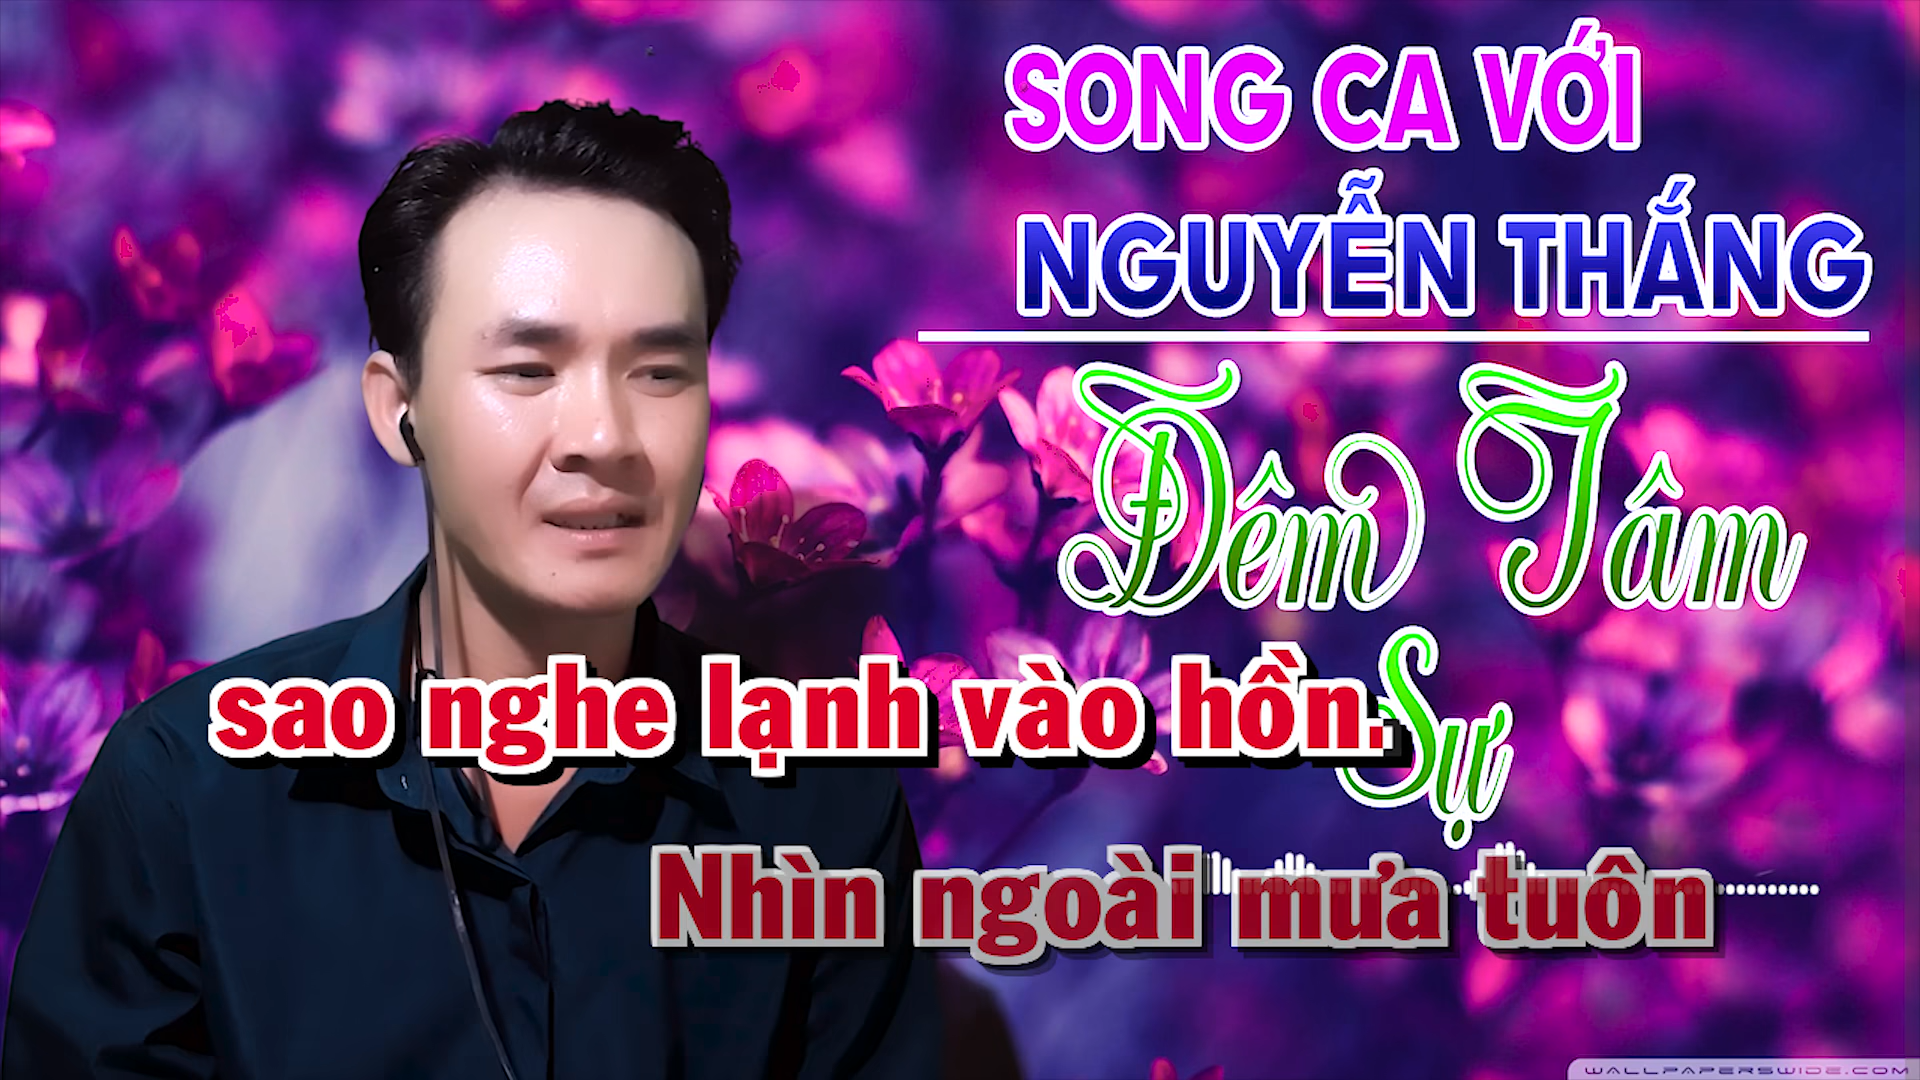 SONG CA VỚI
NGUYỄN THẮNG
Đêm Tâm
Sự
sao nghe lạnh vào hồn.
Nhìn ngoài mưa tuôn
WALLPAPERSWIDE.COM